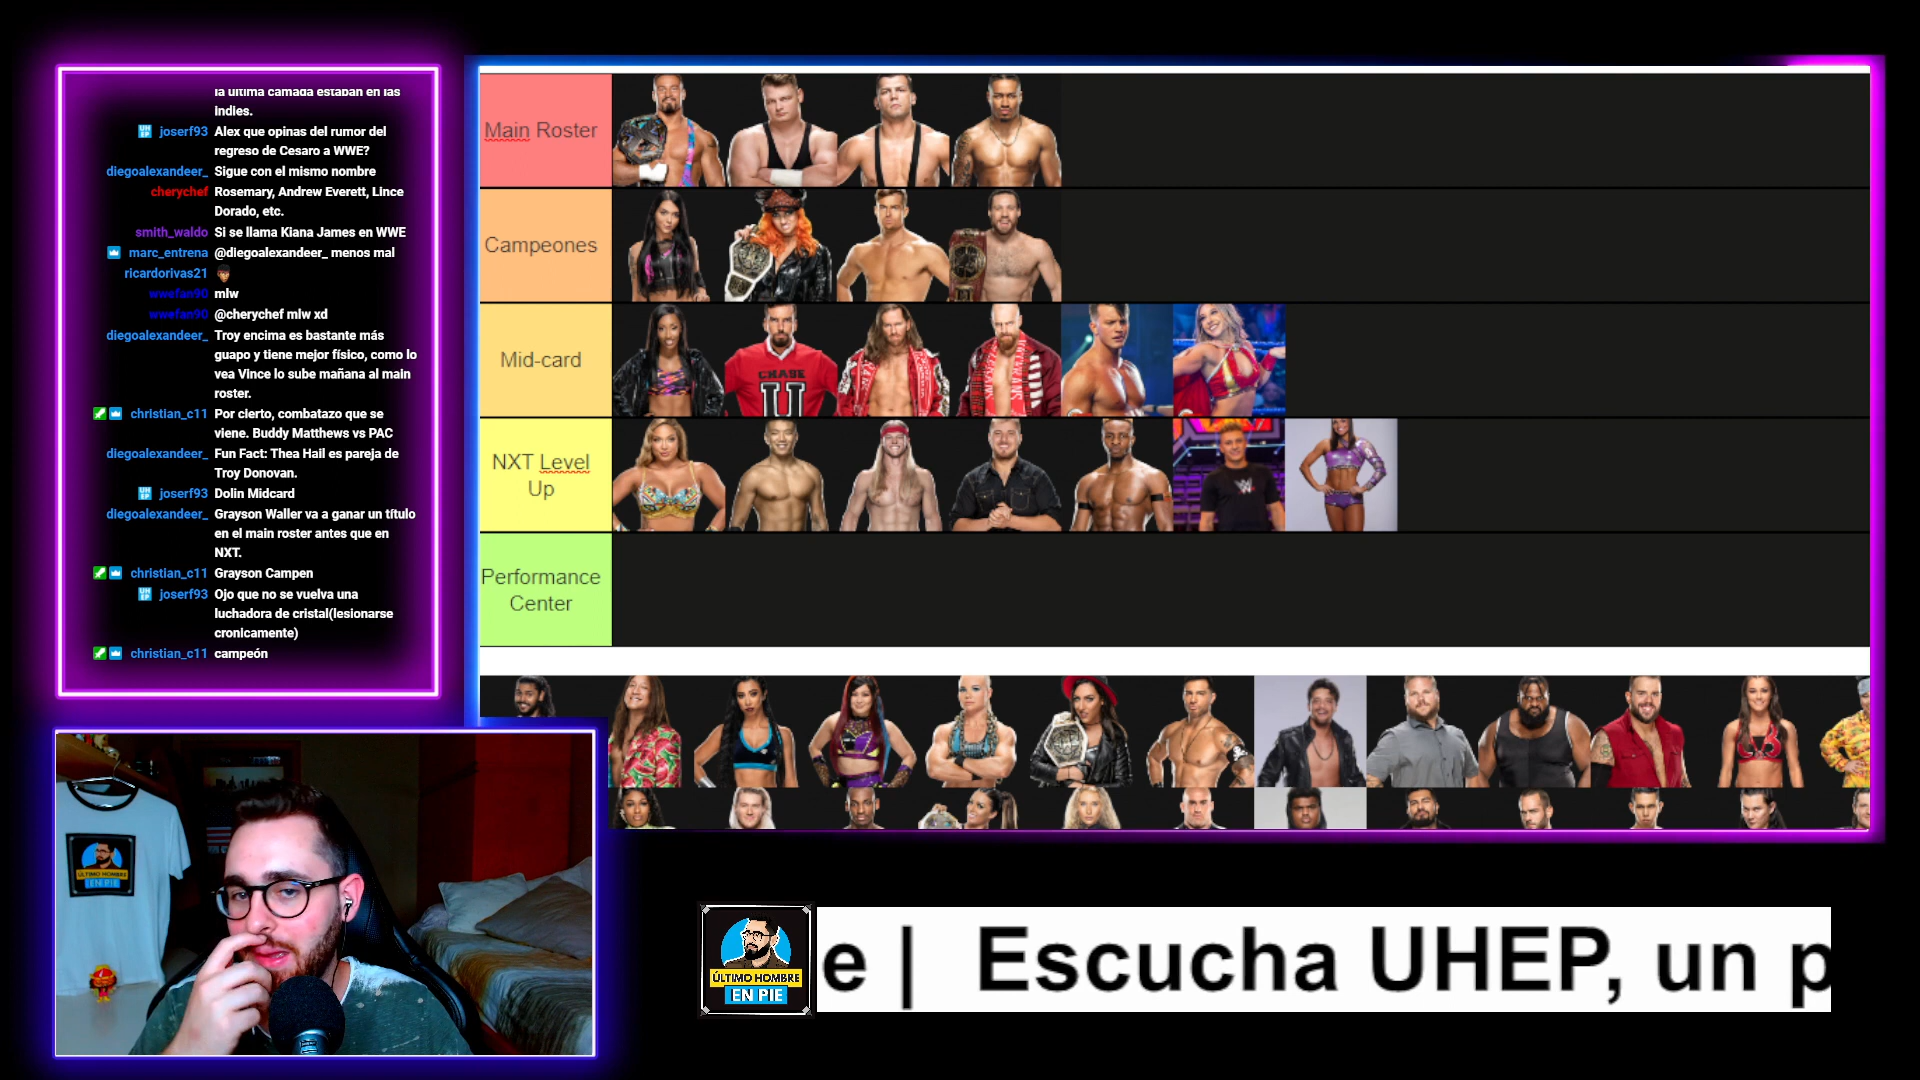 la última camada estaban en las
indies.
joserf93 Alex que opinas del rumor del
regreso de Cesaro a WWE?
diegoalexandeer_ Sigue con el mismo nombre
cherychef Rosemary, Andrew Everett, Lince
Dorado, etc.
smith_waldo Si se llama Kiana James en WWE
marc_entrena @diegoalexandeer_ menos mal
ricardorivas21
wwefan90 mlw
wwefan90 @cherychef mlw xd
diegoalexandeer_ Troy encima es bastante más
guapo y tiene mejor físico, como lo
vea Vince lo sube mañana al main
roster.
christian_c11 Por cierto, combatazo que se
viene. Buddy Matthews vs PAC
diegoalexandeer_ Fun Fact: Thea Hail es pareja de
Troy Donovan.
joserf93 Dolin Midcard
diegoalexandeer_ Grayson Waller va a ganar un título
en el main roster antes que en
NXT.
christian_c11 Grayson Campen
joserf93 Ojo que no se vuelva una
luchadora de cristal(lesionarse
cronicamente)
christian_c11 campeón
Main Roster
Campeones
Mid-card
CHASE
U
NXT Level
Up
W
Performance
Center
ÚLTIMO HOMBRE
EN PIE
ÚLTIMO HOMBRE
EN PIE
e | Escucha UHEP, un p